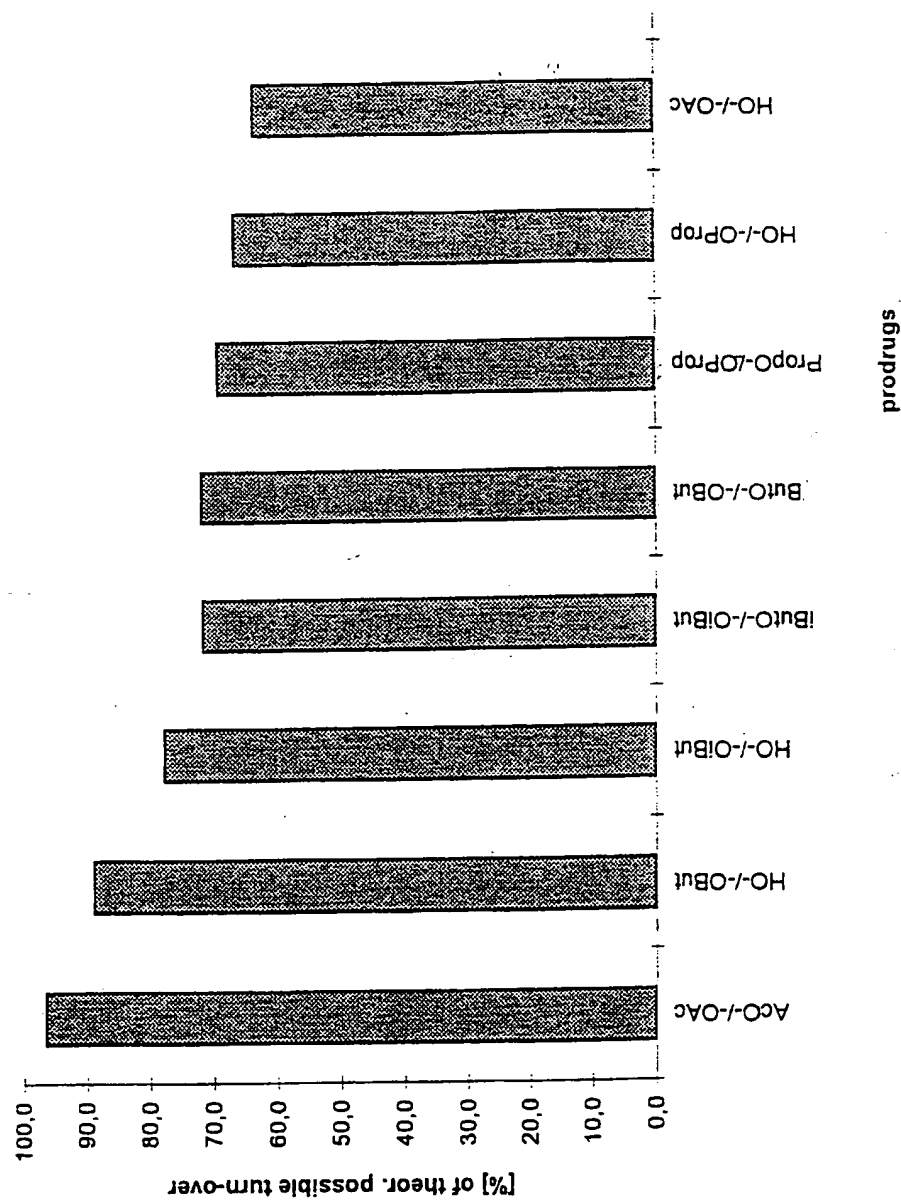 [%] of theor. possible turn-over
100,0
90,0
80,0
70,0
60,0
50,0
40,0
30,0
20,0
10,0
0,0
AcO-/-OAc
HO-/-OBut
HO-/-OiBut
iButO-/-OiBut
ButO-/-OBut
PropO-/-OProp
HO-/-OProp
HO-/-OAc
prodrugs